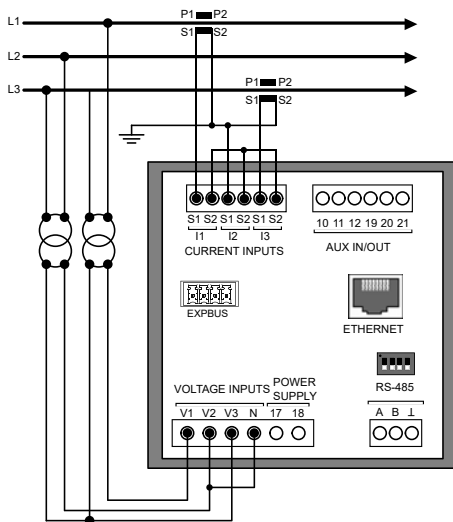 L1
P1 P2
S1 S2
L2
L3
P1 P2
S1 S2
S1 S2 S1 S2 S1 S2
I1 I2 I3
CURRENT INPUTS
10 11 12 19 20 21
AUX IN/OUT
EXPBUS
ETHERNET
RS-485
VOLTAGE INPUTS
POWER
SUPPLY
V1 V2 V3 N 17 18
A B ⊥